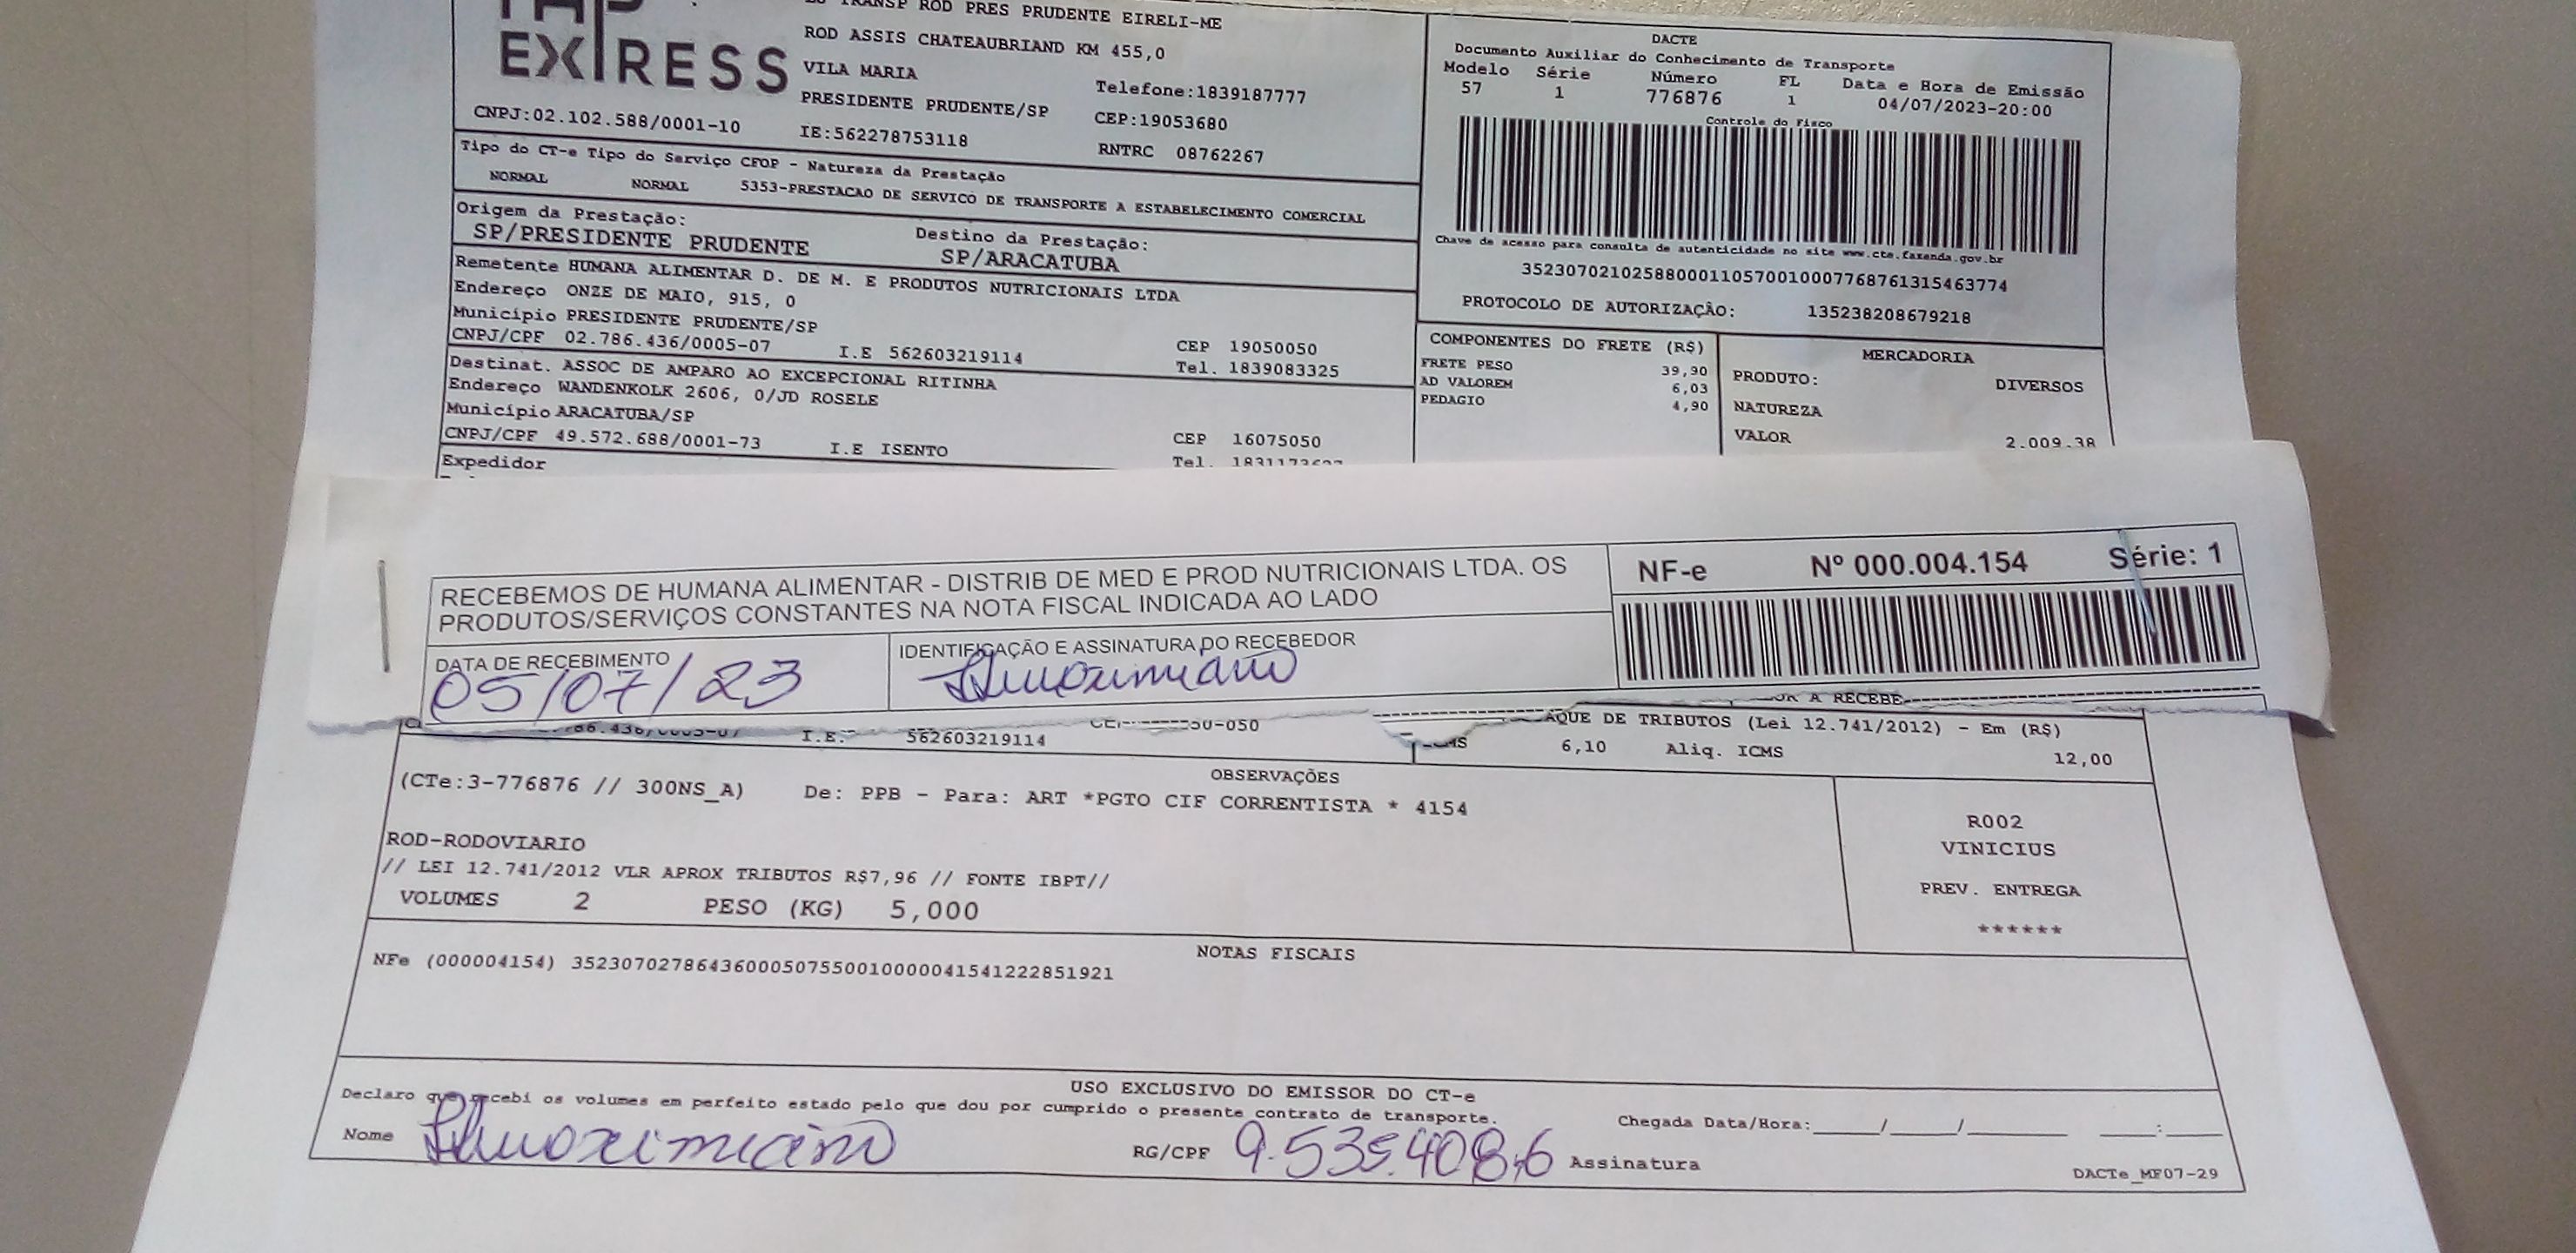 EXPRESS
TRANSP ROD PRES PRUDENTE EIRELI-ME
ROD ASSIS CHATEAUBRIAND KM 455,0
VILA MARIA
Telefone:1839187777
PRESIDENTE PRUDENTE/SP
CEP:19053680
CNPJ:02.102.588/0001-10
IE:562278753118
RNTRC 08762267
Tipo do CT-e Tipo do Serviço CFOP - Natureza da Prestação
NORMAL NORMAL 5353-PRESTACAO DE SERVICO DE TRANSPORTE A ESTABELECIMENTO COMERCIAL
Origem da Prestação:
SP/PRESIDENTE PRUDENTE
Destino da Prestação:
SP/ARACATUBA
Remetente HUMANA ALIMENTAR D. DE M. E PRODUTOS NUTRICIONAIS LTDA
Endereço ONZE DE MAIO, 915, 0
Município PRESIDENTE PRUDENTE/SP
CEP 19050050
CNPJ/CPF 02.786.436/0005-07 I.E 562603219114
Tel. 1839083325
Destinat. ASSOC DE AMPARO AO EXCEPCIONAL RITINHA
Endereço WANDENKOLK 2606, 0/JD ROSELE
Município ARACATUBA/SP
CEP 16075050
CNPJ/CPF 49.572.688/0001-73 I.E ISENTO
Tel.
Expedidor
DACTE
Documento Auxiliar do Conhecimento de Transporte
Modelo Série Número FL Data e Hora de Emissão
57 1 776876 1 04/07/2023-20:00
Controle do Fisco
Chave de acesso para consulta de autenticidade no site www.cte.fazenda.gov.br
35230702102588000110570010007768761315463774
PROTOCOLO DE AUTORIZAÇÃO: 135238208679218
COMPONENTES DO FRETE (R$)
FRETE PESO 39,90
AD VALOREM 6,03
PEDAGIO 4,90
MERCADORIA
PRODUTO: DIVERSOS
NATUREZA
VALOR 2.009,38
RECEBEMOS DE HUMANA ALIMENTAR - DISTRIB DE MED E PROD NUTRICIONAIS LTDA. OS
PRODUTOS/SERVIÇOS CONSTANTES NA NOTA FISCAL INDICADA AO LADO
NF-e Nº 000.004.154 Série: 1
DATA DE RECEBIMENTO
05/07/23
IDENTIFICAÇÃO E ASSINATURA DO RECEBEDOR
A RECEBE
I.E. 562603219114
50-050
AQUE DE TRIBUTOS (Lei 12.741/2012) - Em (R$)
6,10 Aliq. ICMS 12,00
OBSERVAÇÕES
(CTe:3-776876 // 300NS_A) De: PPB - Para: ART *PGTO CIF CORRENTISTA * 4154
ROD-RODOVIARIO
// LEI 12.741/2012 VLR APROX TRIBUTOS R$7,96 // FONTE IBPT//
VOLUMES 2 PESO (KG) 5,000
R002
VINICIUS
PREV. ENTREGA
******
NOTAS FISCAIS
NFe (000004154) 35230702786436000507550010000041541222851921
USO EXCLUSIVO DO EMISSOR DO CT-e
Declaro que recebi os volumes em perfeito estado pelo que dou por cumprido o presente contrato de transporte.
Chegada Data/Hora:_____/_____/_______ ____:____
Nome
RG/CPF 9.535.408-6 Assinatura
DACTe_MF07-29